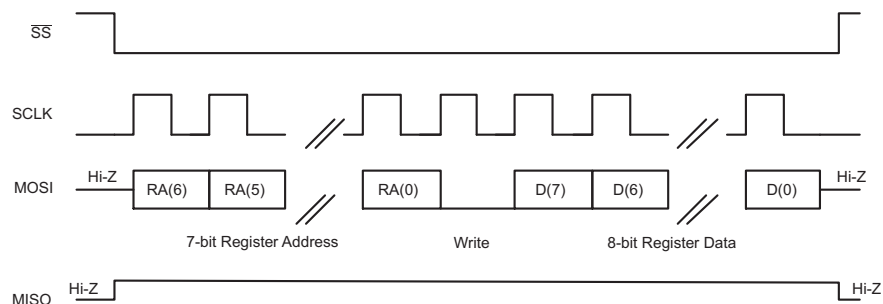 SS
SCLK
MOSI Hi-Z RA(6) RA(5) RA(0) D(7) D(6) D(0) Hi-Z
7-bit Register Address Write 8-bit Register Data
MISO Hi-Z Hi-Z